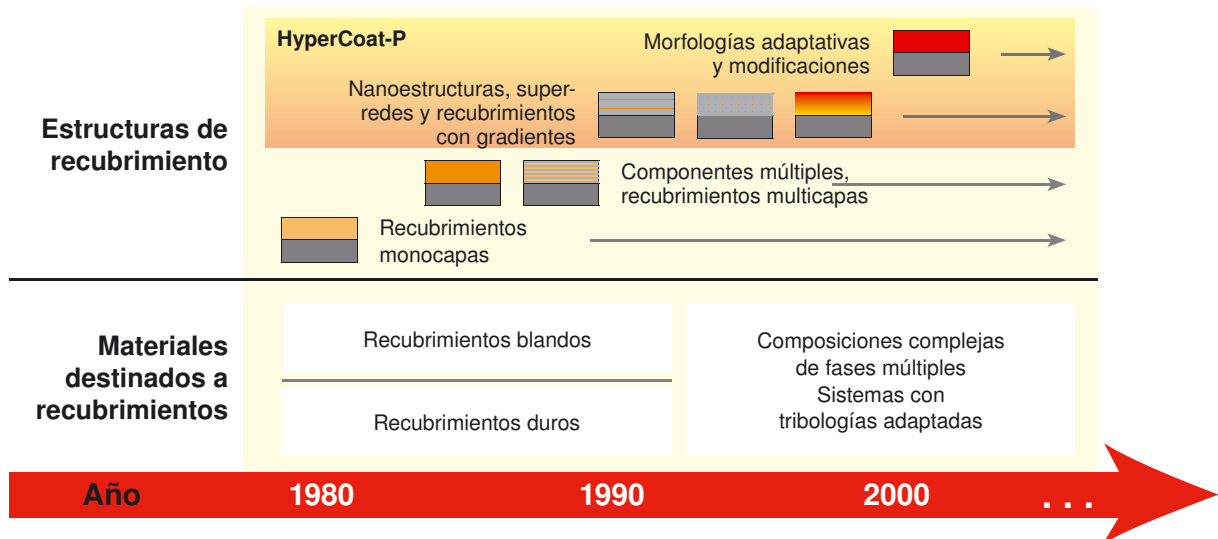 HyperCoat-P
Morfologías adaptativas
y modificaciones
Nanoestructuras, super-
redes y recubrimientos
con gradientes
Estructuras de
recubrimiento
Componentes múltiples,
recubrimientos multicapas
Recubrimientos
monocapas
Materiales
destinados a
recubrimientos
Recubrimientos blandos
Recubrimientos duros
Composiciones complejas
de fases múltiples
Sistemas con
tribologías adaptadas
Año 1980 1990 2000 . . .